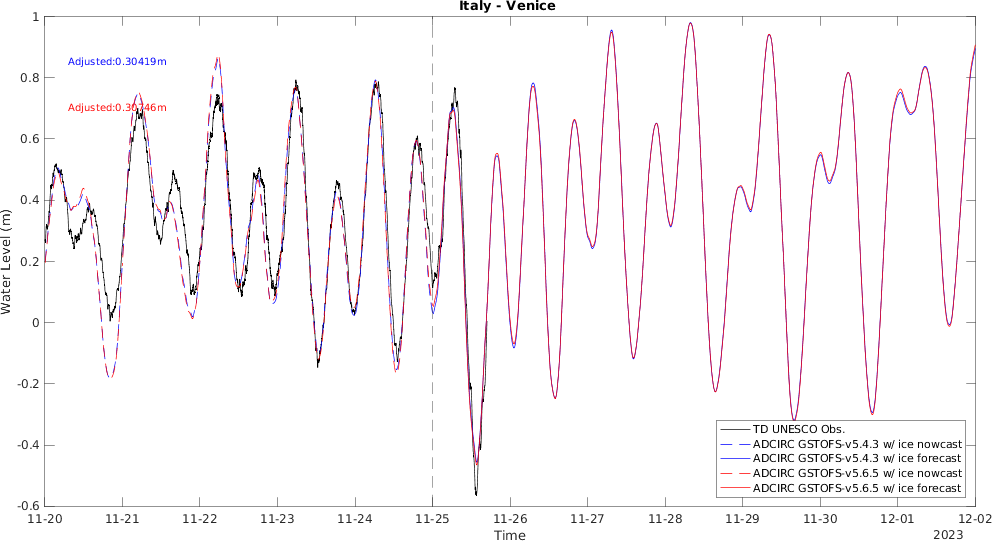 Italy - Venice
Adjusted:0.30419m
Adjusted:0.30746m
Water Level (m)
1
0.8
0.6
0.4
0.2
0
-0.2
-0.4
-0.6
TD UNESCO Obs.
ADCIRC GSTOFS-v5.4.3 w/ ice nowcast
ADCIRC GSTOFS-v5.4.3 w/ ice forecast
ADCIRC GSTOFS-v5.6.5 w/ ice nowcast
ADCIRC GSTOFS-v5.6.5 w/ ice forecast
11-20 11-21 11-22 11-23 11-24 11-25 11-26 11-27 11-28 11-29 11-30 12-01 12-02
Time
2023